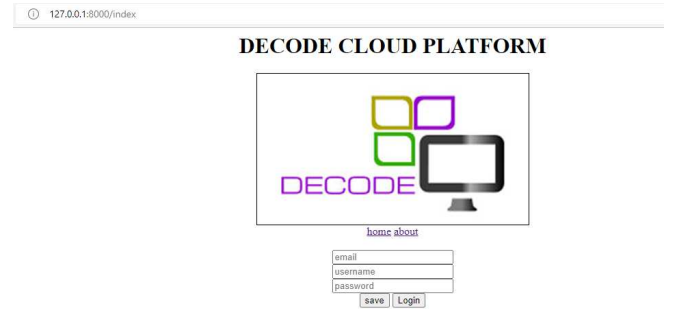 127.0.0.1:8000/index
DECODE CLOUD PLATFORM
DECODE
home about
email
username
password
save Login